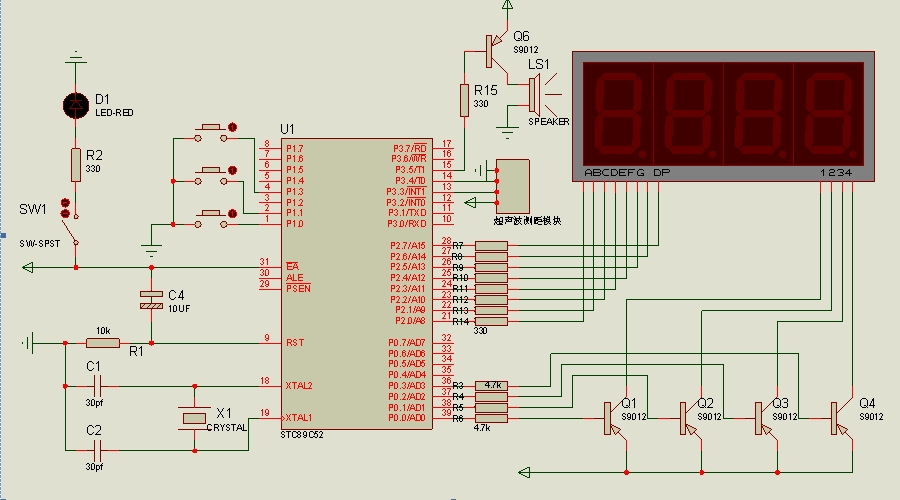 Q6
S9012
LS1
SPEAKER
R15
330
D1
LED-RED
R2
330
SW1
SW-SPST
U1
8 P1.7
7 P1.6
6 P1.5
5 P1.4
4 P1.3
3 P1.2
2 P1.1
1 P1.0
31 EA
30 ALE
29 PSEN
9 RST
18 XTAL2
19 XTAL1
STC89C52
P3.7/RD 17
P3.6/WR 16
P3.5/T1 15
P3.4/T0 14
P3.3/INT1 13
P3.2/INT0 12
P3.1/TXD 11
P3.0/RXD 10
P2.7/A15 28 R7
P2.6/A14 27 R8
P2.5/A13 26 R9
P2.4/A12 25 R10
P2.3/A11 24 R11
P2.2/A10 23 R12
P2.1/A9 22 R13
P2.0/A8 21 R14
330
P0.7/AD7 32
P0.6/AD6 33
P0.5/AD5 34
P0.4/AD4 35
P0.3/AD3 36 R3 4.7k
P0.2/AD2 37 R4
P0.1/AD1 38 R5
P0.0/AD0 39 R6
4.7k
超声波测距模块
ABCDEFG DP
1234
C4
10UF
10k
R1
C1
30pf
C2
30pf
X1
CRYSTAL
Q1
S9012
Q2
S9012
Q3
S9012
Q4
S9012